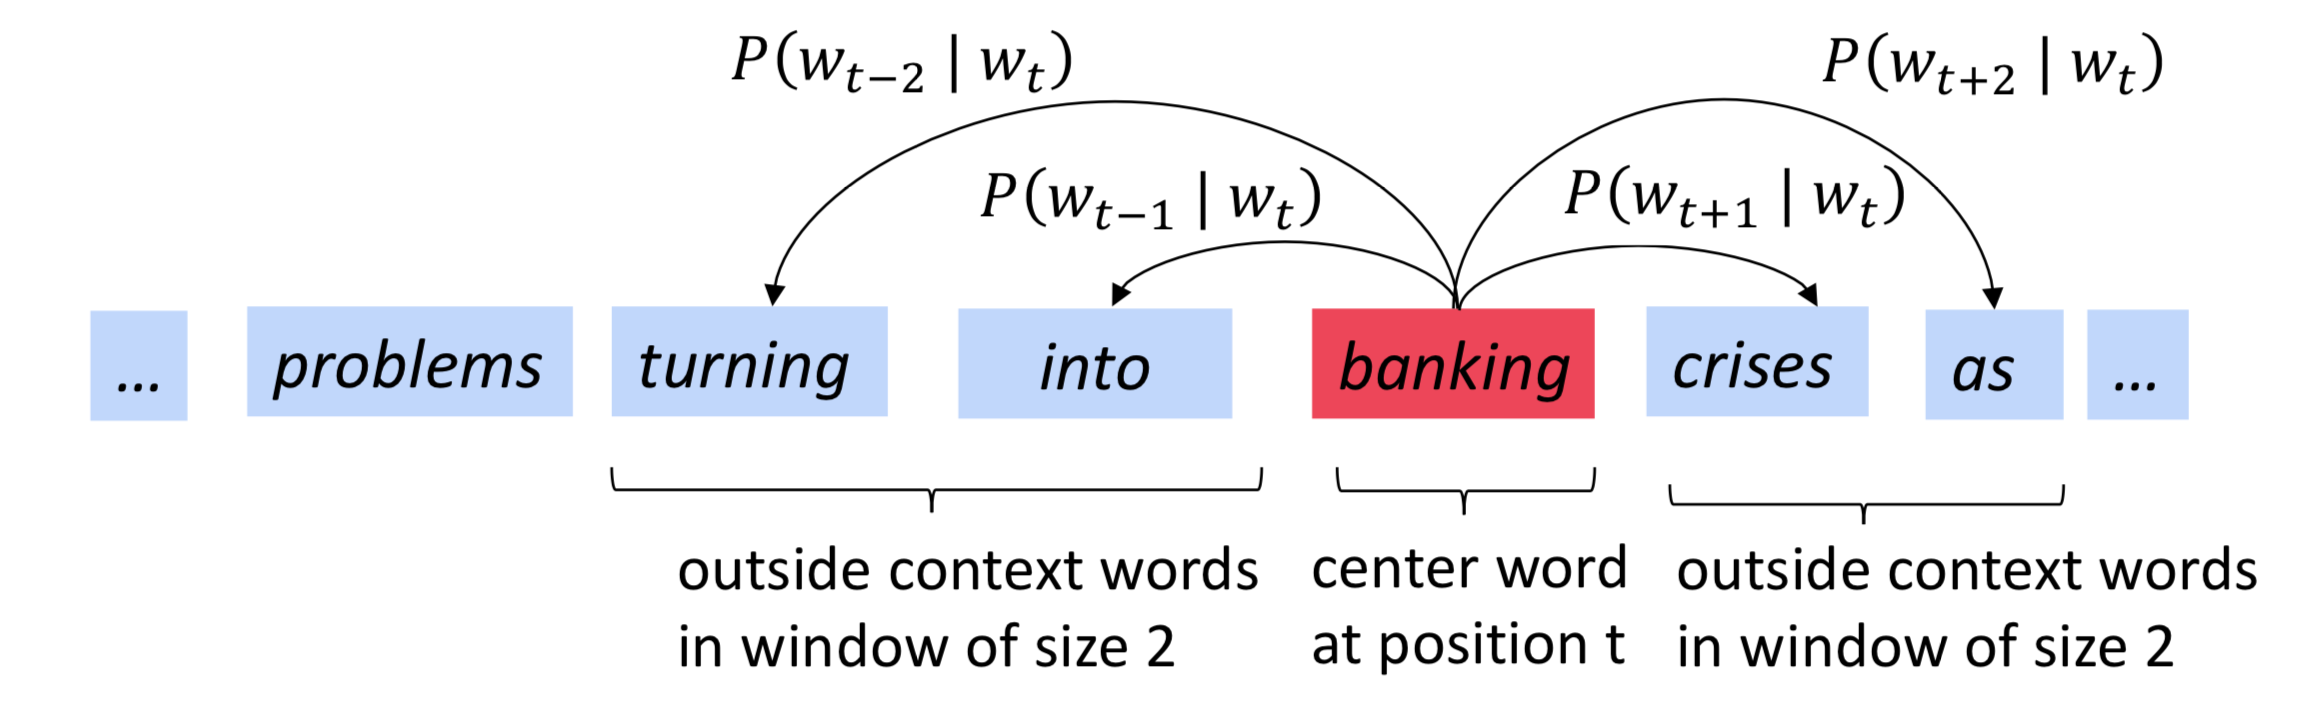 P(w_{t-2} | w_t)
P(w_{t+2} | w_t)
P(w_{t-1} | w_t)
P(w_{t+1} | w_t)
... problems turning into banking crises as ...
outside context words
in window of size 2
center word
at position t
outside context words
in window of size 2